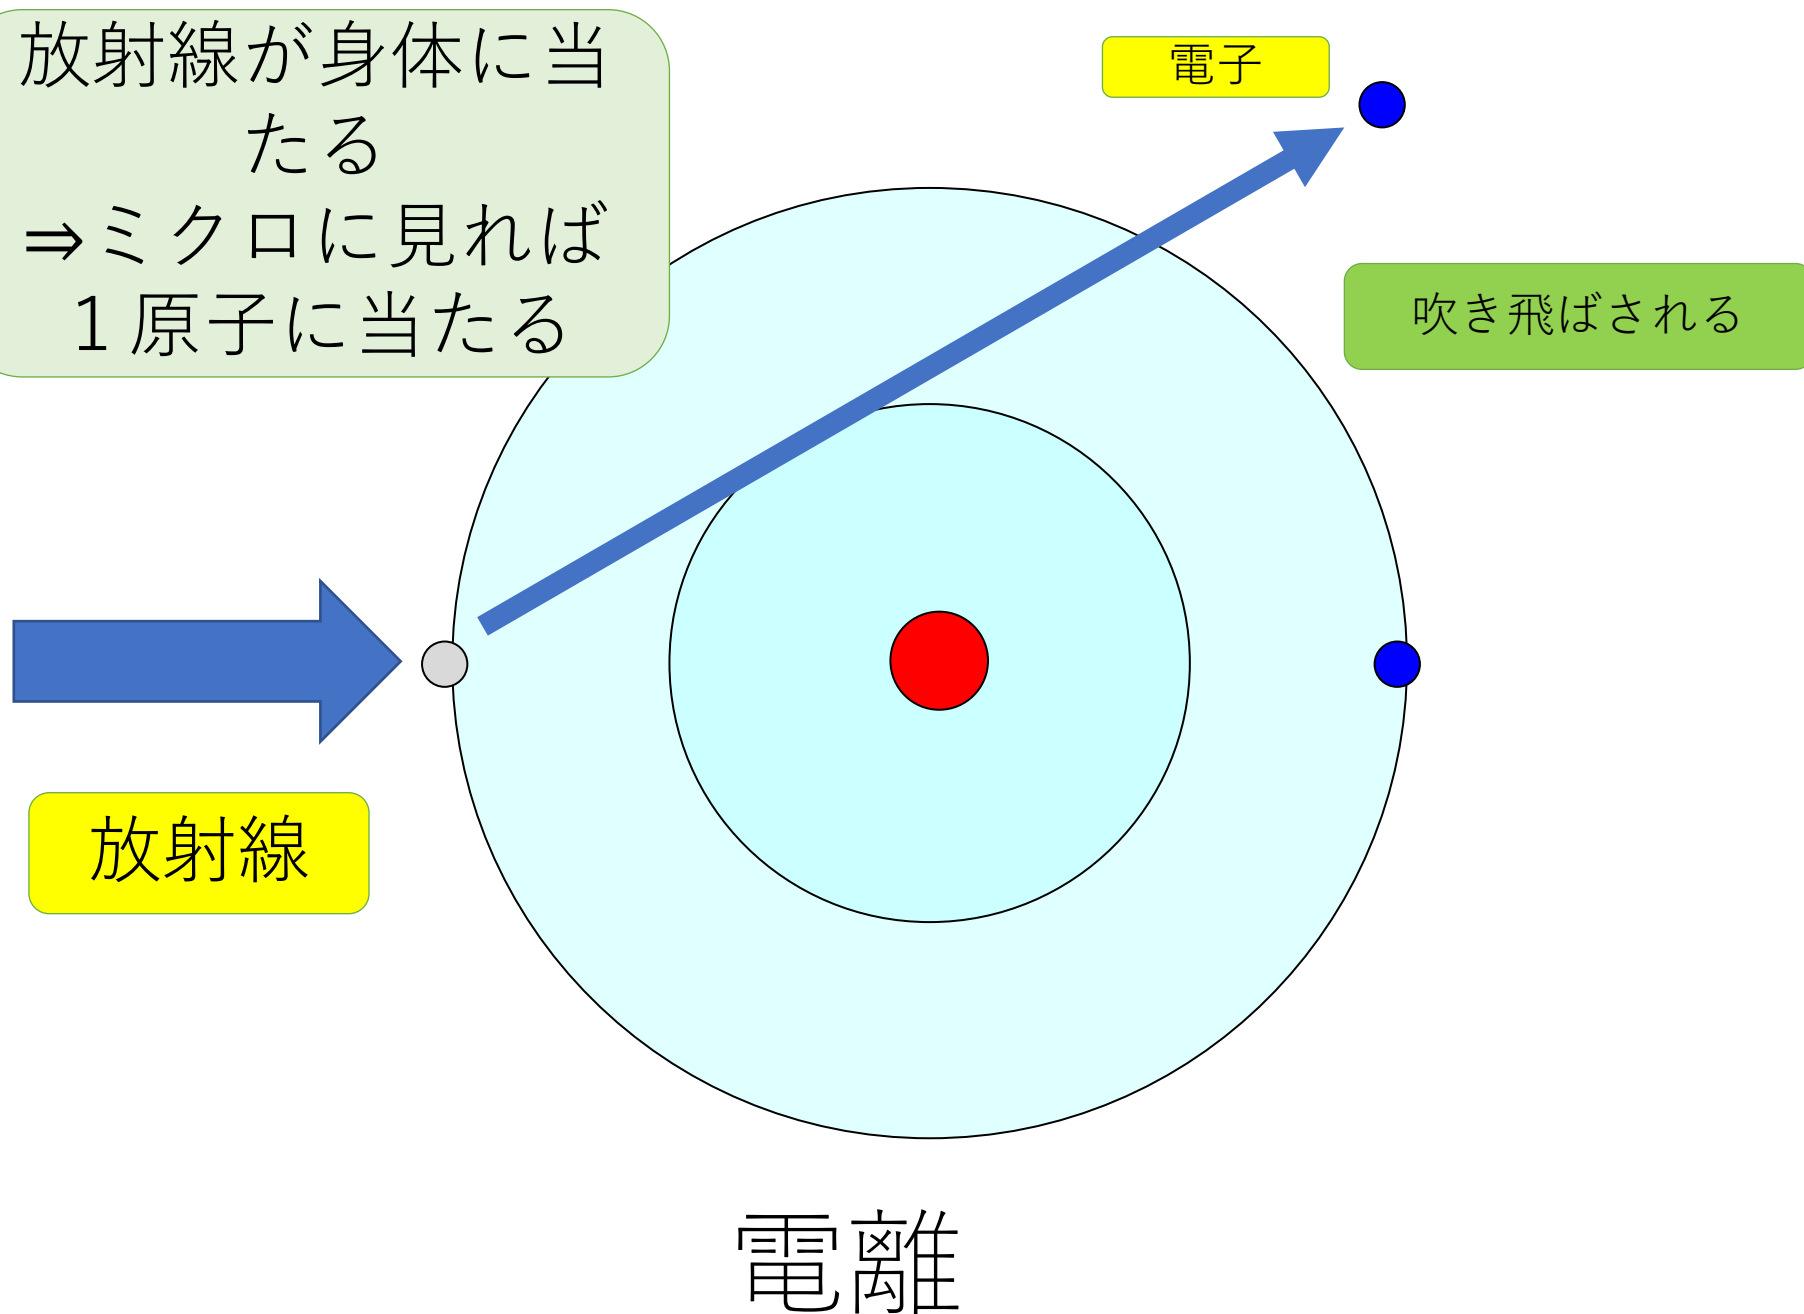 放射線が身体に当
たる
⇒ミクロに見れば
１原子に当たる
電子
吹き飛ばされる
放射線
電離